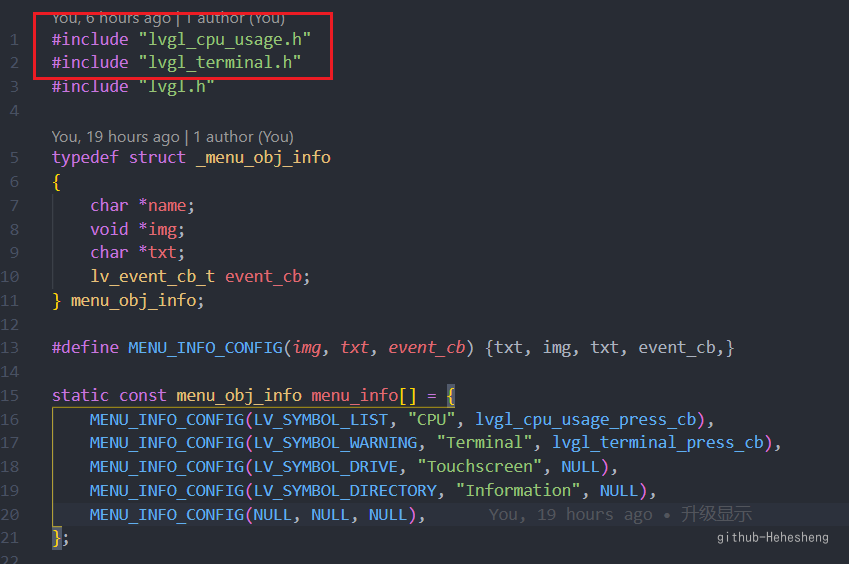 You, 6 hours ago | 1 author (You)
1 #include "lvgl_cpu_usage.h"
2 #include "lvgl_terminal.h"
3 #include "lvgl.h"
4
You, 19 hours ago | 1 author (You)
5 typedef struct _menu_obj_info
6 {
7 char *name;
8 void *img;
9 char *txt;
10 lv_event_cb_t event_cb;
11 } menu_obj_info;
12
13 #define MENU_INFO_CONFIG(img, txt, event_cb) {txt, img, txt, event_cb,}
14
15 static const menu_obj_info menu_info[] = {
16 MENU_INFO_CONFIG(LV_SYMBOL_LIST, "CPU", lvgl_cpu_usage_press_cb),
17 MENU_INFO_CONFIG(LV_SYMBOL_WARNING, "Terminal", lvgl_terminal_press_cb),
18 MENU_INFO_CONFIG(LV_SYMBOL_DRIVE, "Touchscreen", NULL),
19 MENU_INFO_CONFIG(LV_SYMBOL_DIRECTORY, "Information", NULL),
20 MENU_INFO_CONFIG(NULL, NULL, NULL), You, 19 hours ago • 升级显示
21 };
github-Hehesheng
22